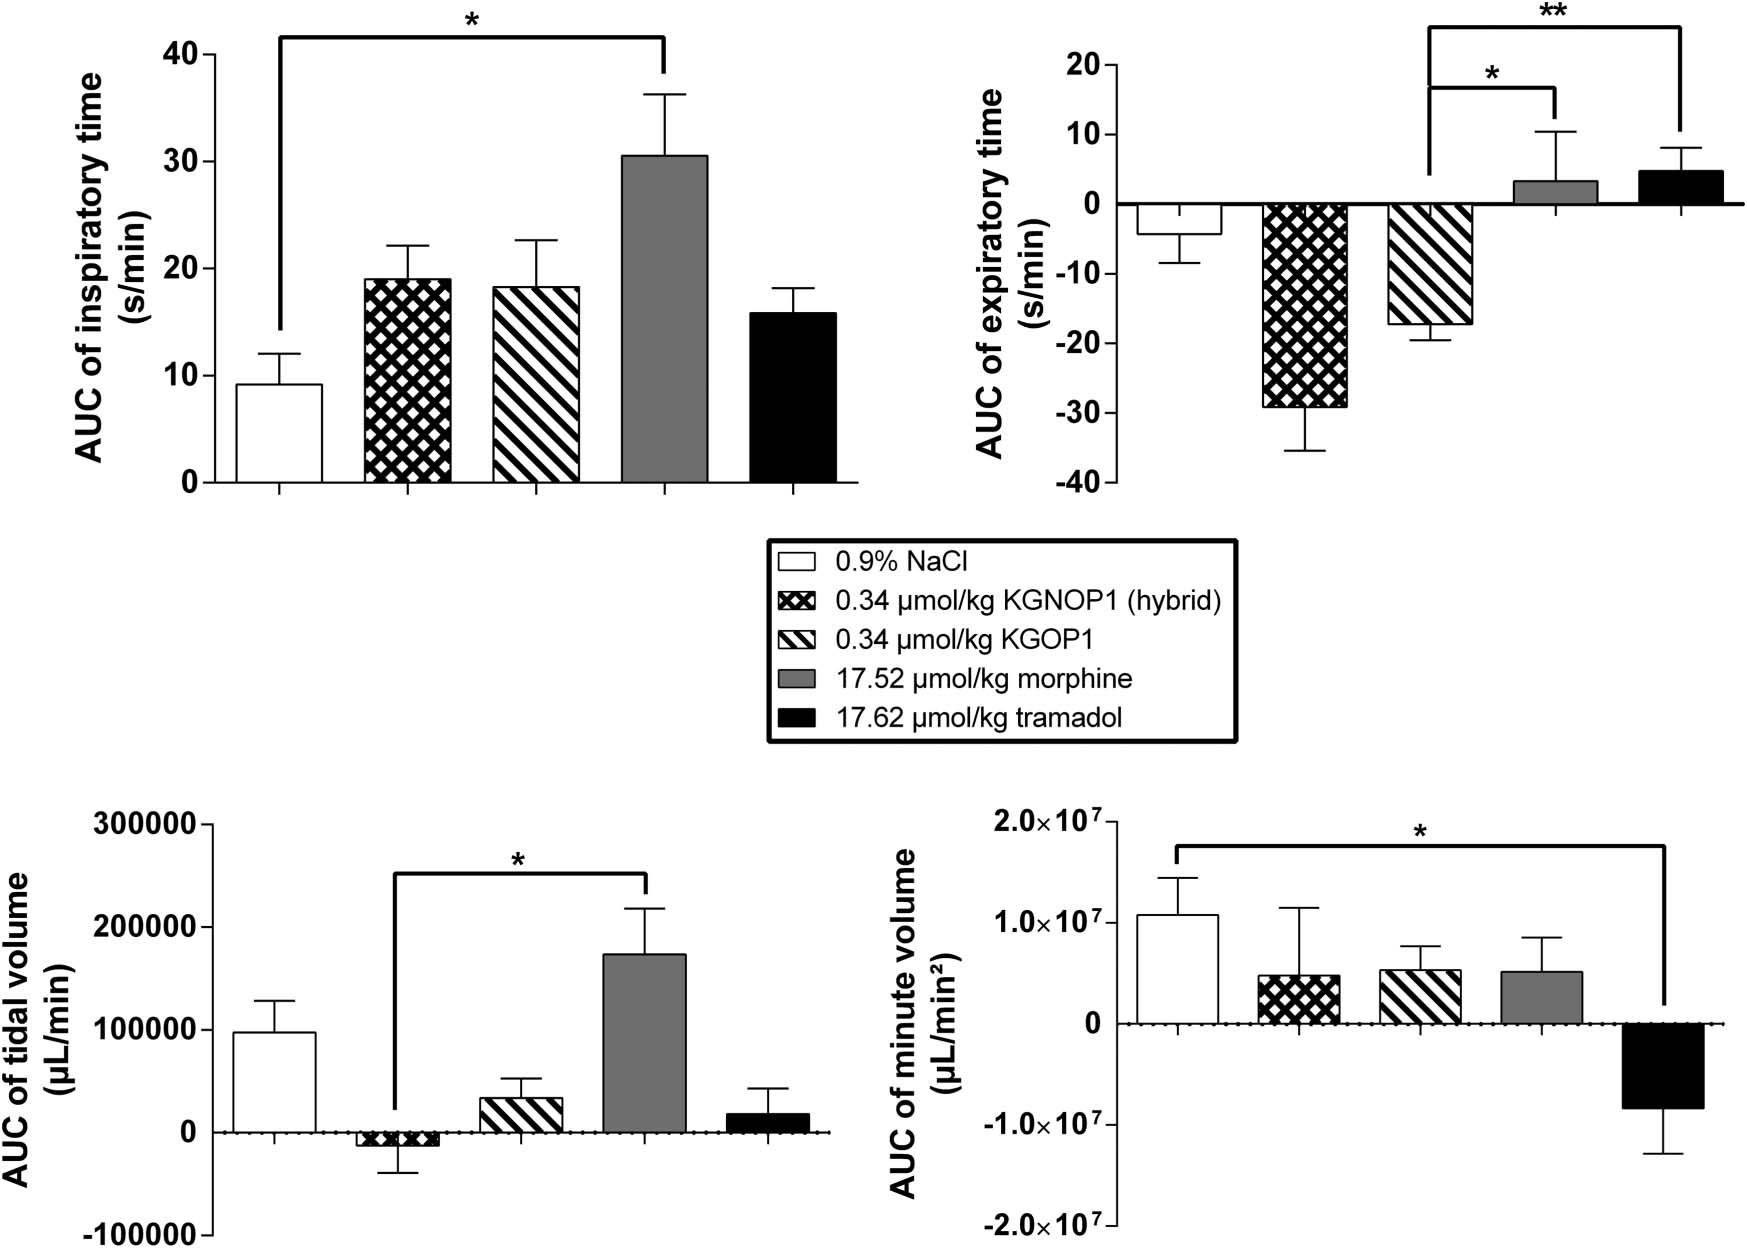 *
40
30
20
10
0
AUC of inspiratory time
(s/min)
**
*
20
10
0
-10
-20
-30
-40
AUC of expiratory time
(s/min)
0.9% NaCl
0.34 µmol/kg KGNOP1 (hybrid)
0.34 µmol/kg KGOP1
17.52 µmol/kg morphine
17.62 µmol/kg tramadol
300000
200000
100000
0
-100000
AUC of tidal volume
(µL/min)
*
2.0×10⁷
1.0×10⁷
0
-1.0×10⁷
-2.0×10⁷
AUC of minute volume
(µL/min²)
*